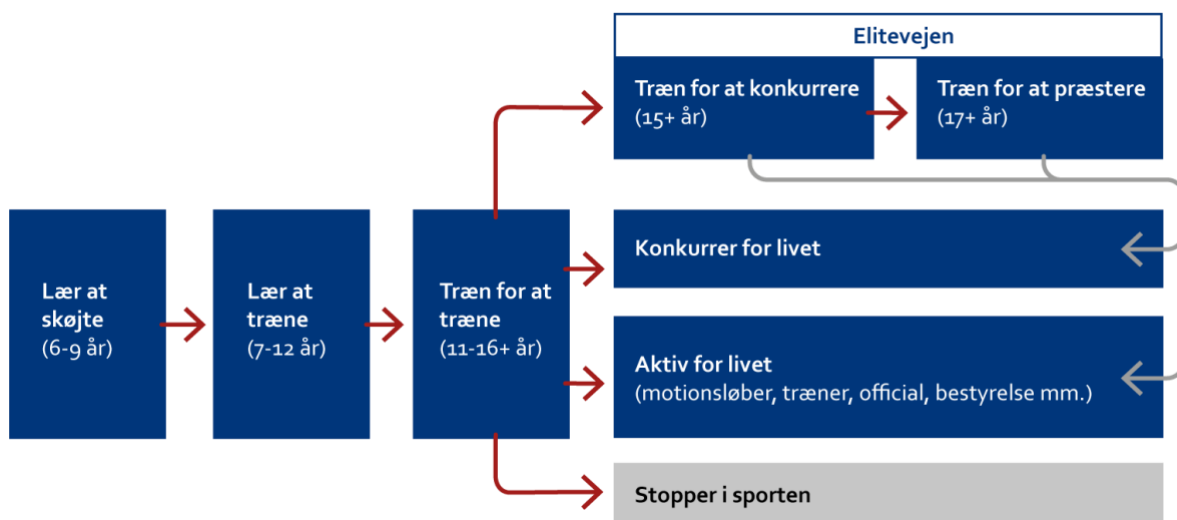 Elitevejen
Træn for at konkurrere
(15+ år)
Træn for at præstere
(17+ år)
Lær at
skøjte
(6-9 år)
Lær at
træne
(7-12 år)
Træn for at
træne
(11-16+ år)
Konkurrer for livet
Aktiv for livet
(motionsløber, træner, official, bestyrelse mm.)
Stopper i sporten